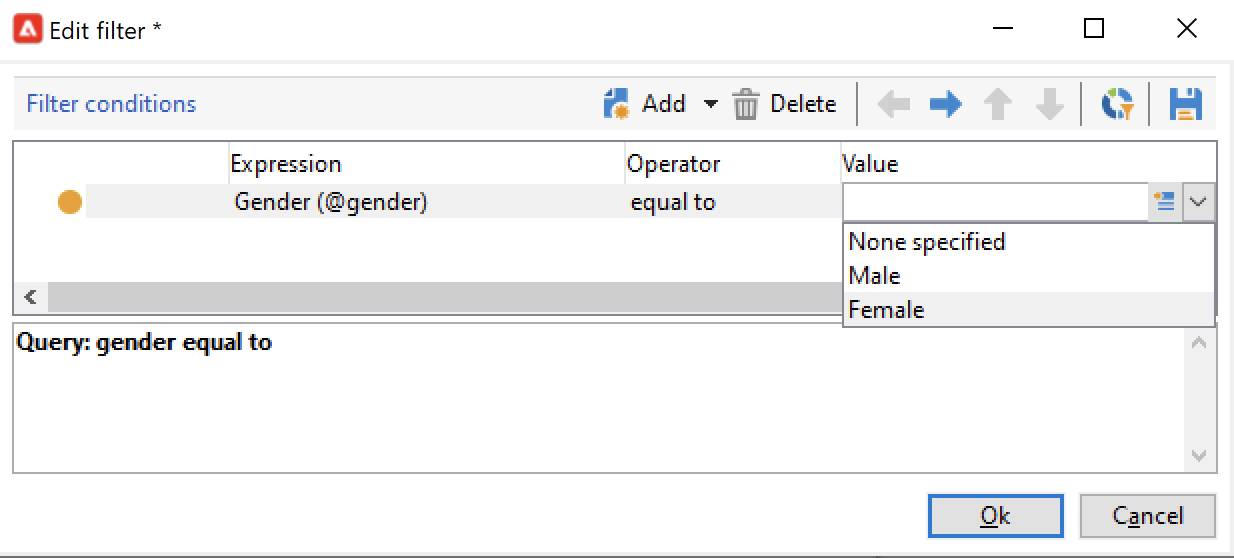 Edit filter *
Filter conditions Add Delete
Expression Operator Value
Gender (@gender) equal to
None specified
Male
Female
Query: gender equal to
Ok Cancel